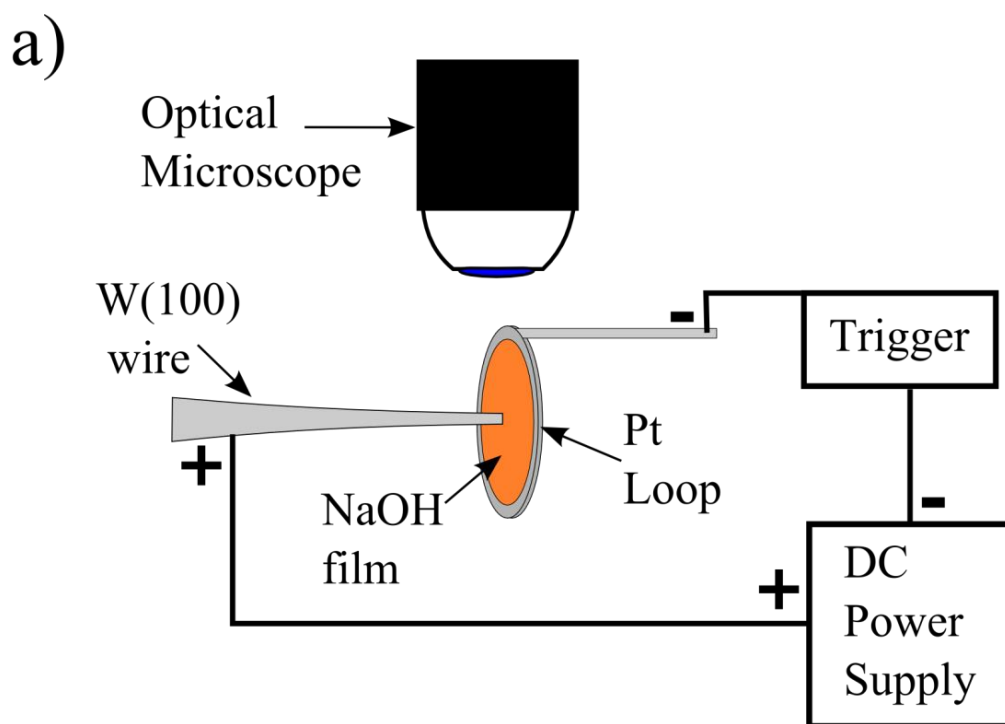 a)
Optical
Microscope
W(100)
wire
-
Trigger
+
NaOH
film
Pt
Loop
-
+
DC
Power
Supply